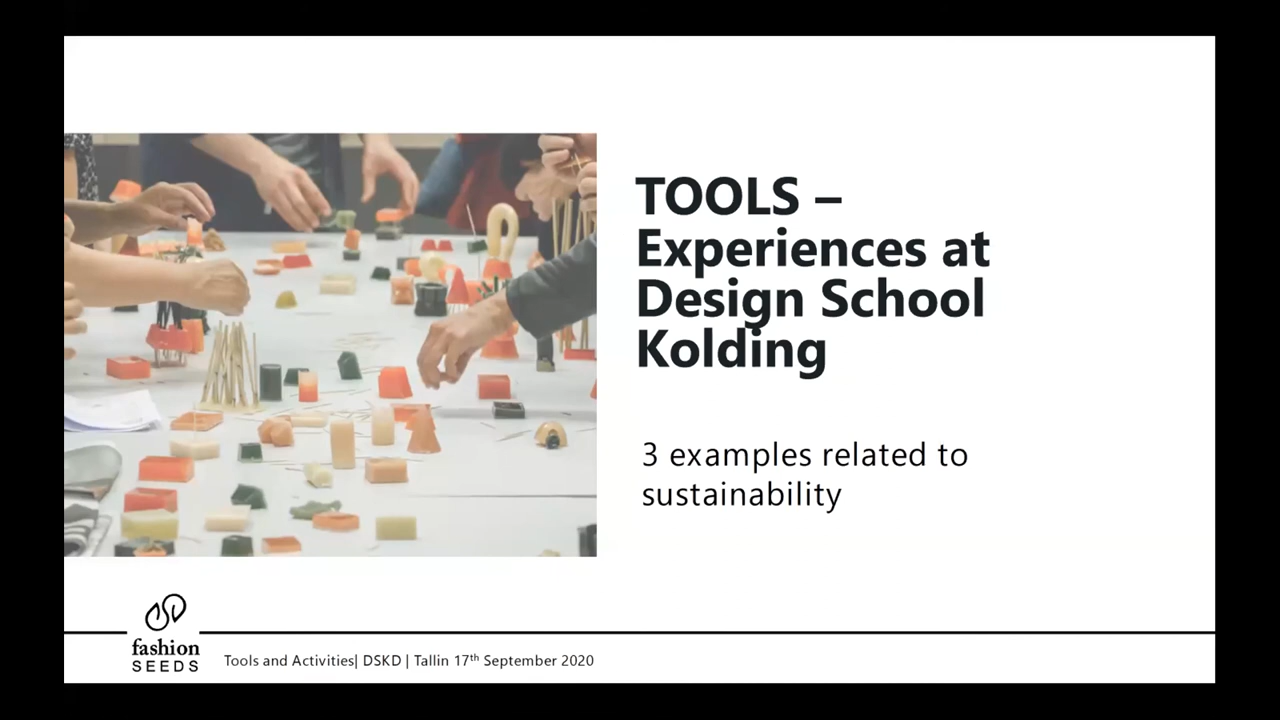 TOOLS –
Experiences at
Design School
Kolding
3 examples related to
sustainability
fashion
SEEDS
Tools and Activities| DSKD | Tallin 17th September 2020